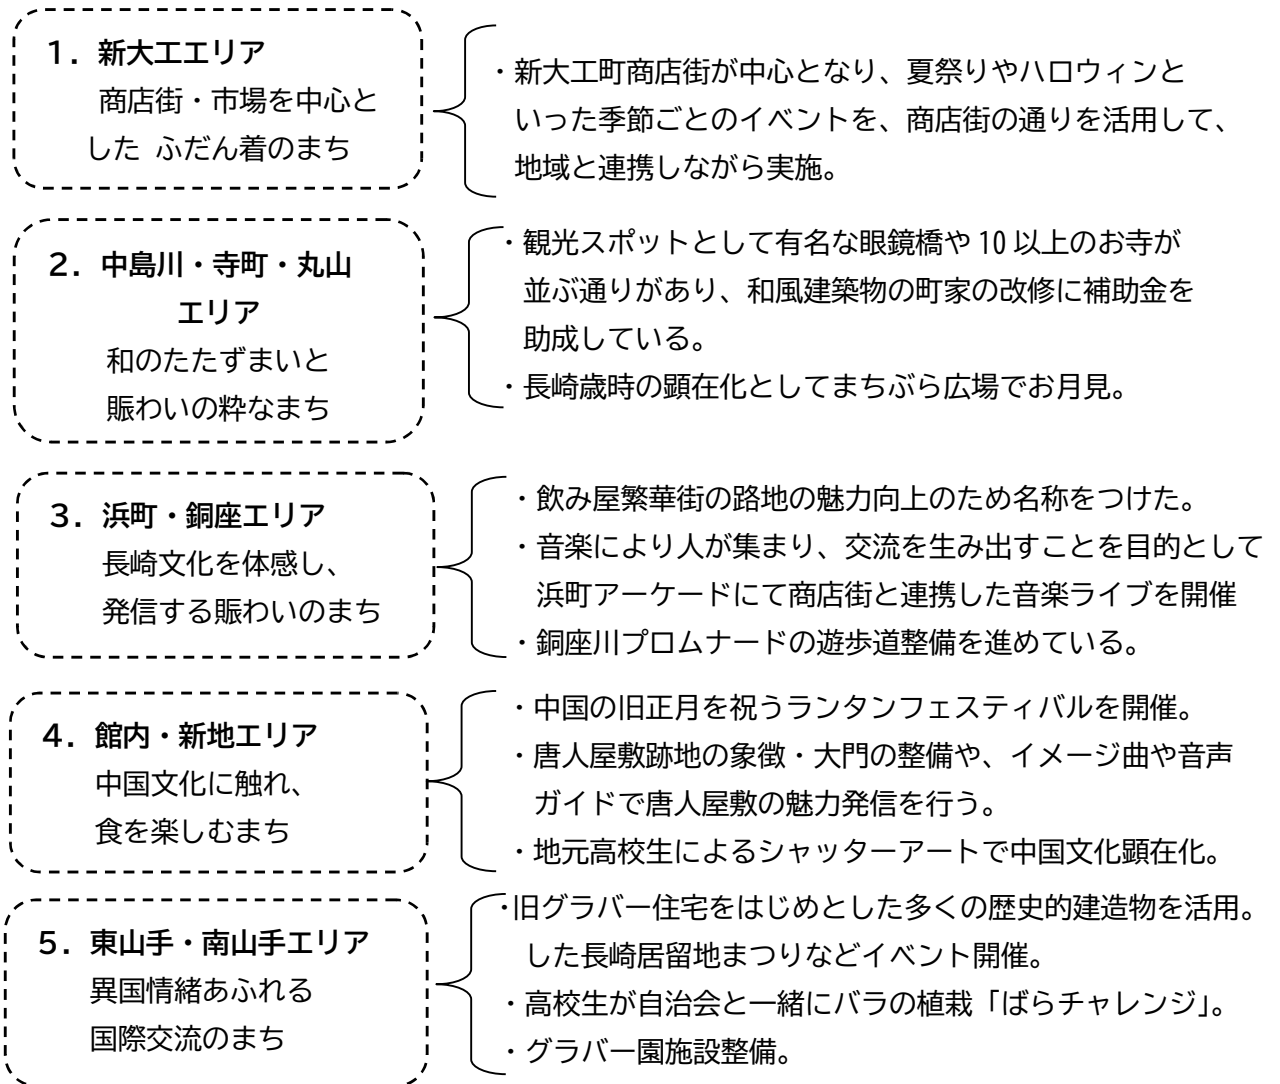 1．新大工エリア
商店街・市場を中心と
した ふだん着のまち
・新大工町商店街が中心となり、夏祭りやハロウィンと
いった季節ごとのイベントを、商店街の通りを活用して、
地域と連携しながら実施。
2．中島川・寺町・丸山
エリア
和のたたずまいと
賑わいの粋なまち
・観光スポットとして有名な眼鏡橋や 10 以上のお寺が
並ぶ通りがあり、和風建築物の町家の改修に補助金を
助成している。
・長崎歳時の顕在化としてまちぶら広場でお月見。
3．浜町・銅座エリア
長崎文化を体感し、
発信する賑わいのまち
・飲み屋繁華街の路地の魅力向上のため名称をつけた。
・音楽により人が集まり、交流を生み出すことを目的として
浜町アーケードにて商店街と連携した音楽ライブを開催
・銅座川プロムナードの遊歩道整備を進めている。
4．館内・新地エリア
中国文化に触れ、
食を楽しむまち
・中国の旧正月を祝うランタンフェスティバルを開催。
・唐人屋敷跡地の象徴・大門の整備や、イメージ曲や音声
ガイドで唐人屋敷の魅力発信を行う。
・地元高校生によるシャッターアートで中国文化顕在化。
5．東山手・南山手エリア
異国情緒あふれる
国際交流のまち
・旧グラバー住宅をはじめとした多くの歴史的建造物を活用。
した長崎居留地まつりなどイベント開催。
・高校生が自治会と一緒にバラの植栽「ばらチャレンジ」。
・グラバー園施設整備。